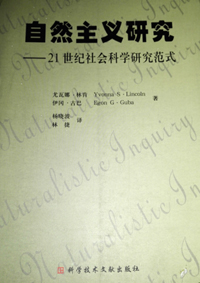 自然主义研究
——21世纪社会科学研究范式
尤瓦娜·林肯 Yvonna S·Lincoln
伊冈·古巴 Egon G·Guba 著
杨晓波
林捷 译
Naturalistic Inquiry
科学技术文献出版社